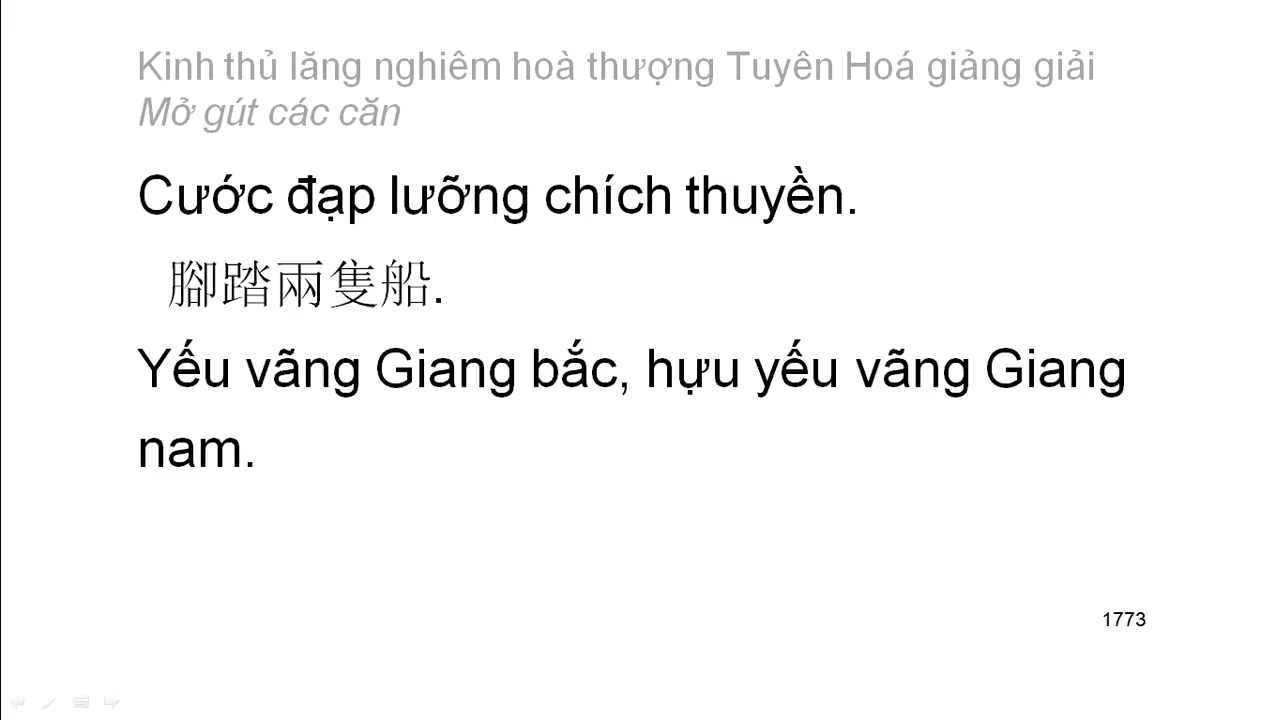 Kinh thủ lăng nghiêm hoà thượng Tuyên Hoá giảng giải
Mở gút các căn
Cước đạp lưỡng chích thuyền.
腳踏兩隻船.
Yếu vãng Giang bắc, hựu yếu vãng Giang
nam.
1773